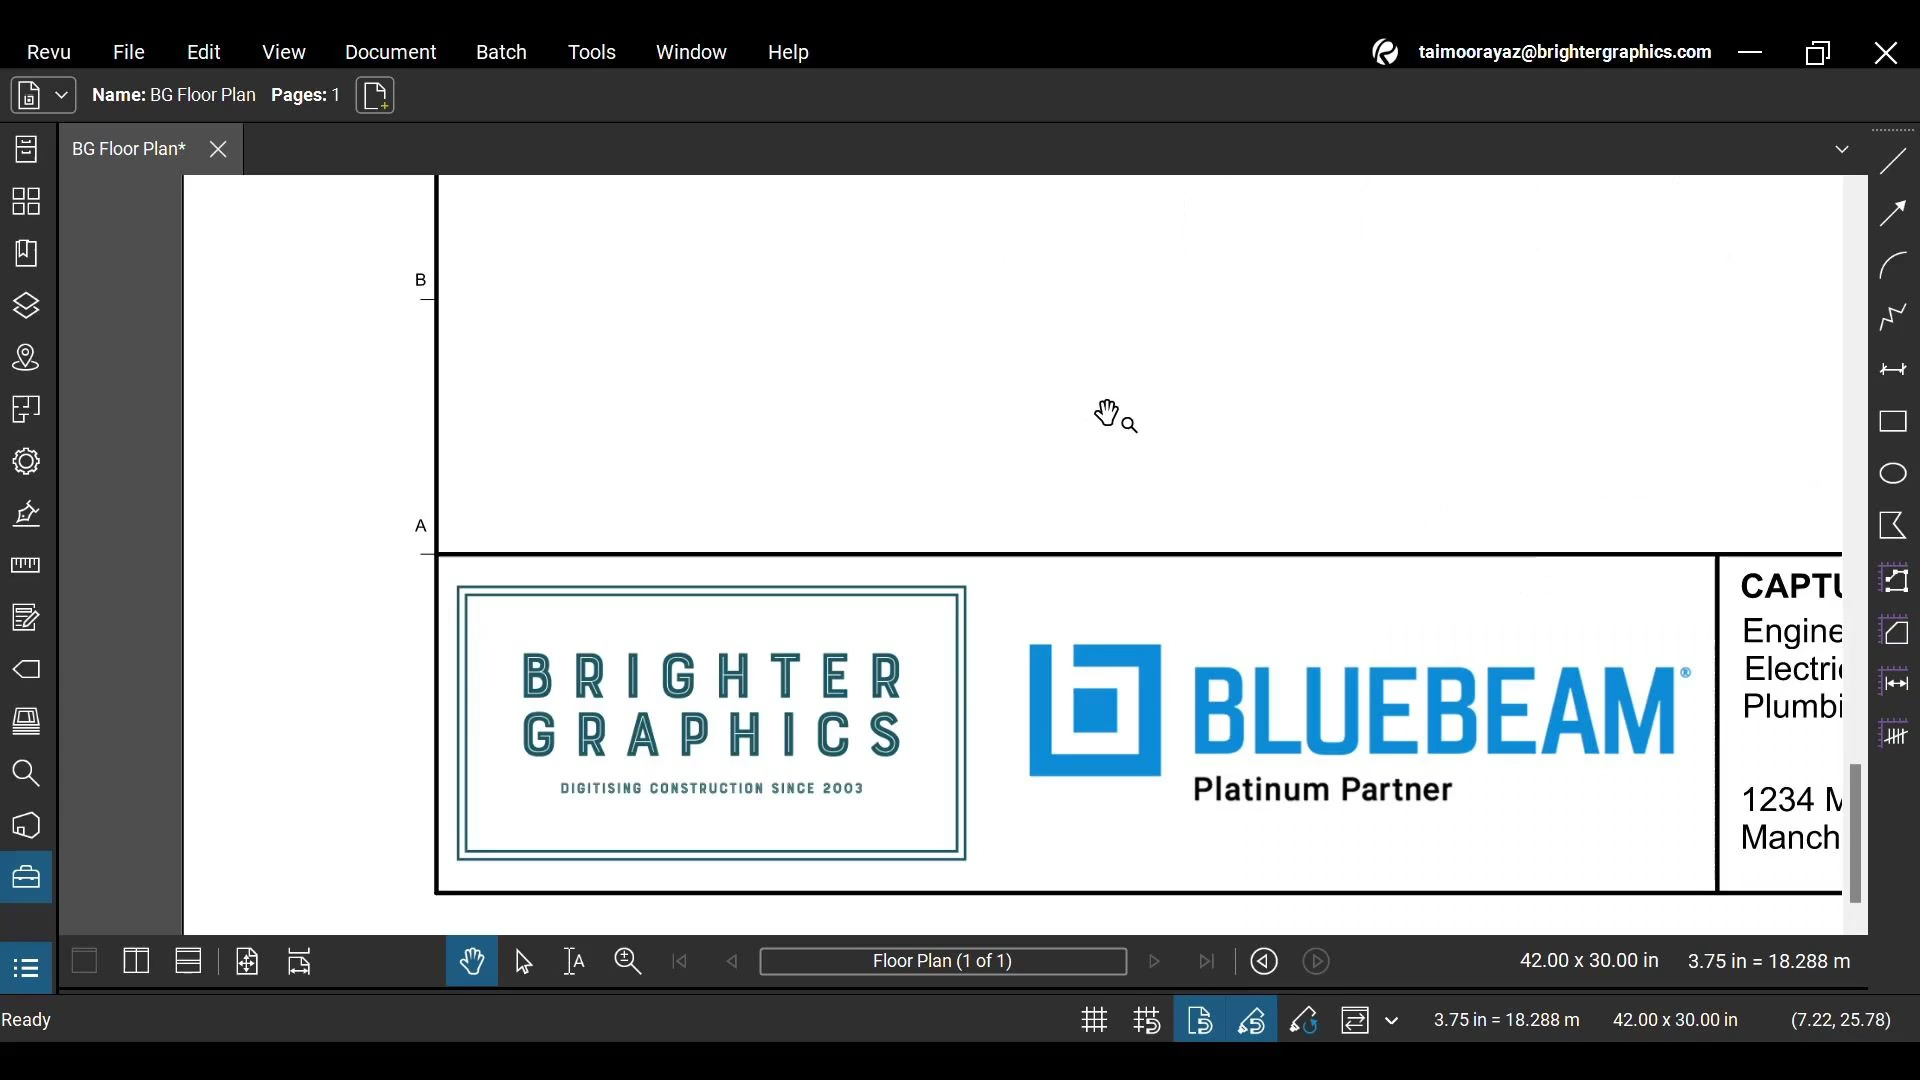 Revu File Edit View Document Batch Tools Window Help taimoorayaz@brightergraphics.com
Name: BG Floor Plan Pages: 1
BG Floor Plan*
B
A
BRIGHTER
GRAPHICS
DIGITISING CONSTRUCTION SINCE 2003
BLUEBEAM®
Platinum Partner
CAPTU
Engine
Electri
Plumbi
1234 M
Manch
Floor Plan (1 of 1) 42.00 x 30.00 in 3.75 in = 18.288 m
Ready 3.75 in = 18.288 m 42.00 x 30.00 in (7.22, 25.78)